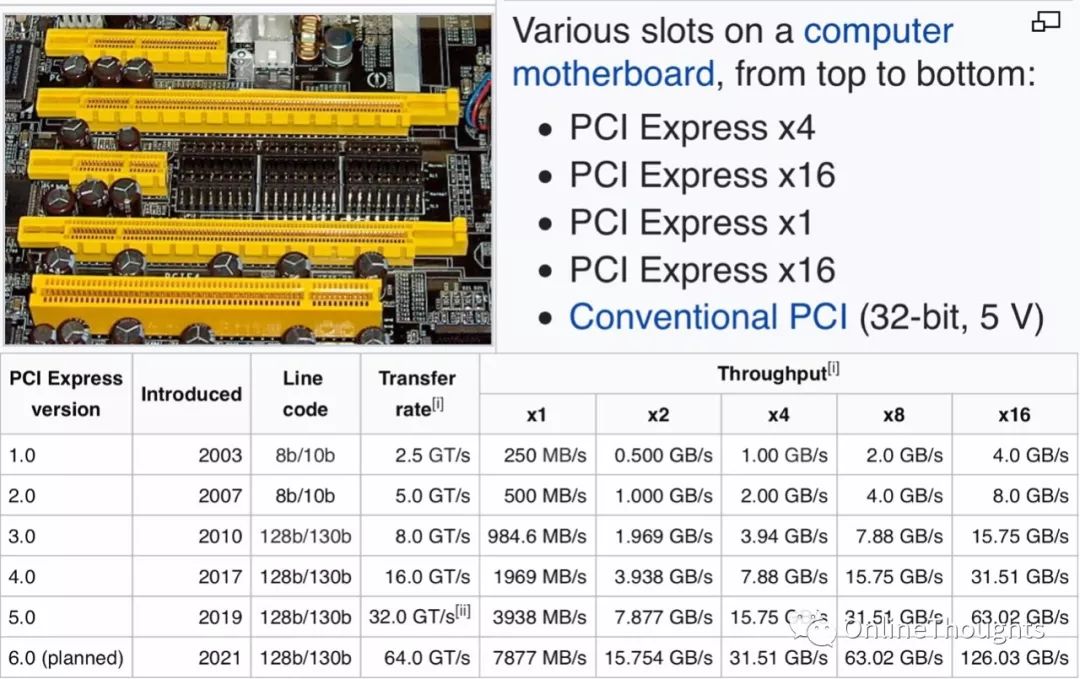 Various slots on a computer
motherboard, from top to bottom:
• PCI Express x4
• PCI Express x16
• PCI Express x1
• PCI Express x16
• Conventional PCI (32-bit, 5 V)
PCI Express version Introduced Line code Transfer rate[i] Throughput[i]
x1 x2 x4 x8 x16
1.0 2003 8b/10b 2.5 GT/s 250 MB/s 0.500 GB/s 1.00 GB/s 2.0 GB/s 4.0 GB/s
2.0 2007 8b/10b 5.0 GT/s 500 MB/s 1.000 GB/s 2.00 GB/s 4.0 GB/s 8.0 GB/s
3.0 2010 128b/130b 8.0 GT/s 984.6 MB/s 1.969 GB/s 3.94 GB/s 7.88 GB/s 15.75 GB/s
4.0 2017 128b/130b 16.0 GT/s 1969 MB/s 3.938 GB/s 7.88 GB/s 15.75 GB/s 31.51 GB/s
5.0 2019 128b/130b 32.0 GT/s[ii] 3938 MB/s 7.877 GB/s 15.75 GB/s 31.51 GB/s 63.02 GB/s
6.0 (planned) 2021 128b/130b 64.0 GT/s 7877 MB/s 15.754 GB/s 31.51 GB/s 63.02 GB/s 126.03 GB/s
OnlineThoughts